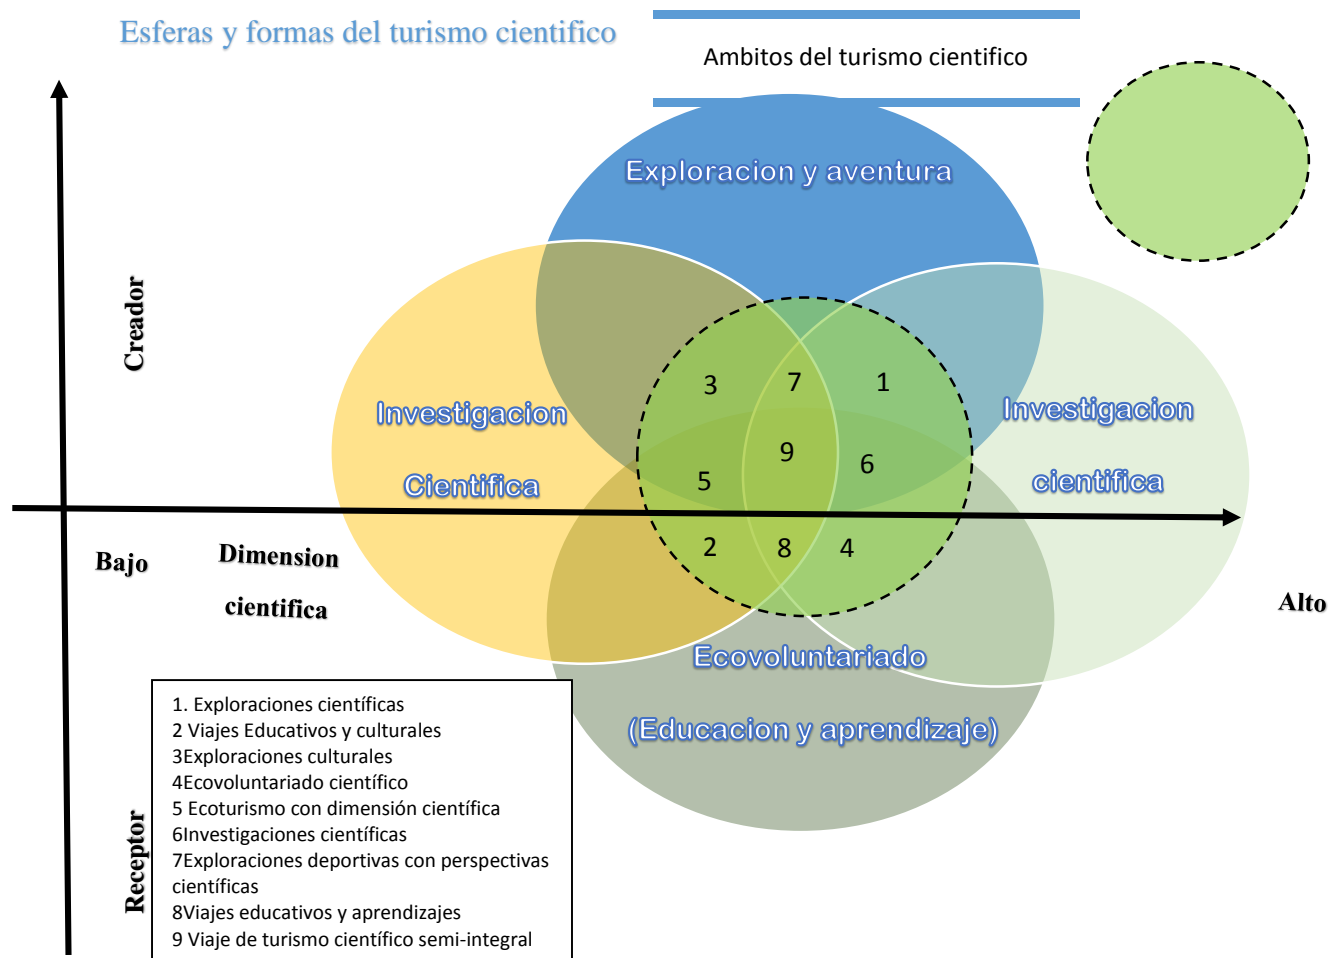 Esferas y formas del turismo cientifico
Ambitos del turismo cientifico
Exploracion y aventura
Creador
Investigacion
Cientifica
Investigacion
cientifica
3
7
1
9
5
6
2
8
4
Bajo
Dimension
cientifica
Alto
Ecovoluntariado
(Educacion y aprendizaje)
Receptor
1. Exploraciones científicas
2 Viajes Educativos y culturales
3Exploraciones culturales
4Ecovoluntariado científico
5 Ecoturismo con dimensión científica
6Investigaciones científicas
7Exploraciones deportivas con perspectivas
científicas
8Viajes educativos y aprendizajes
9 Viaje de turismo científico semi-integral